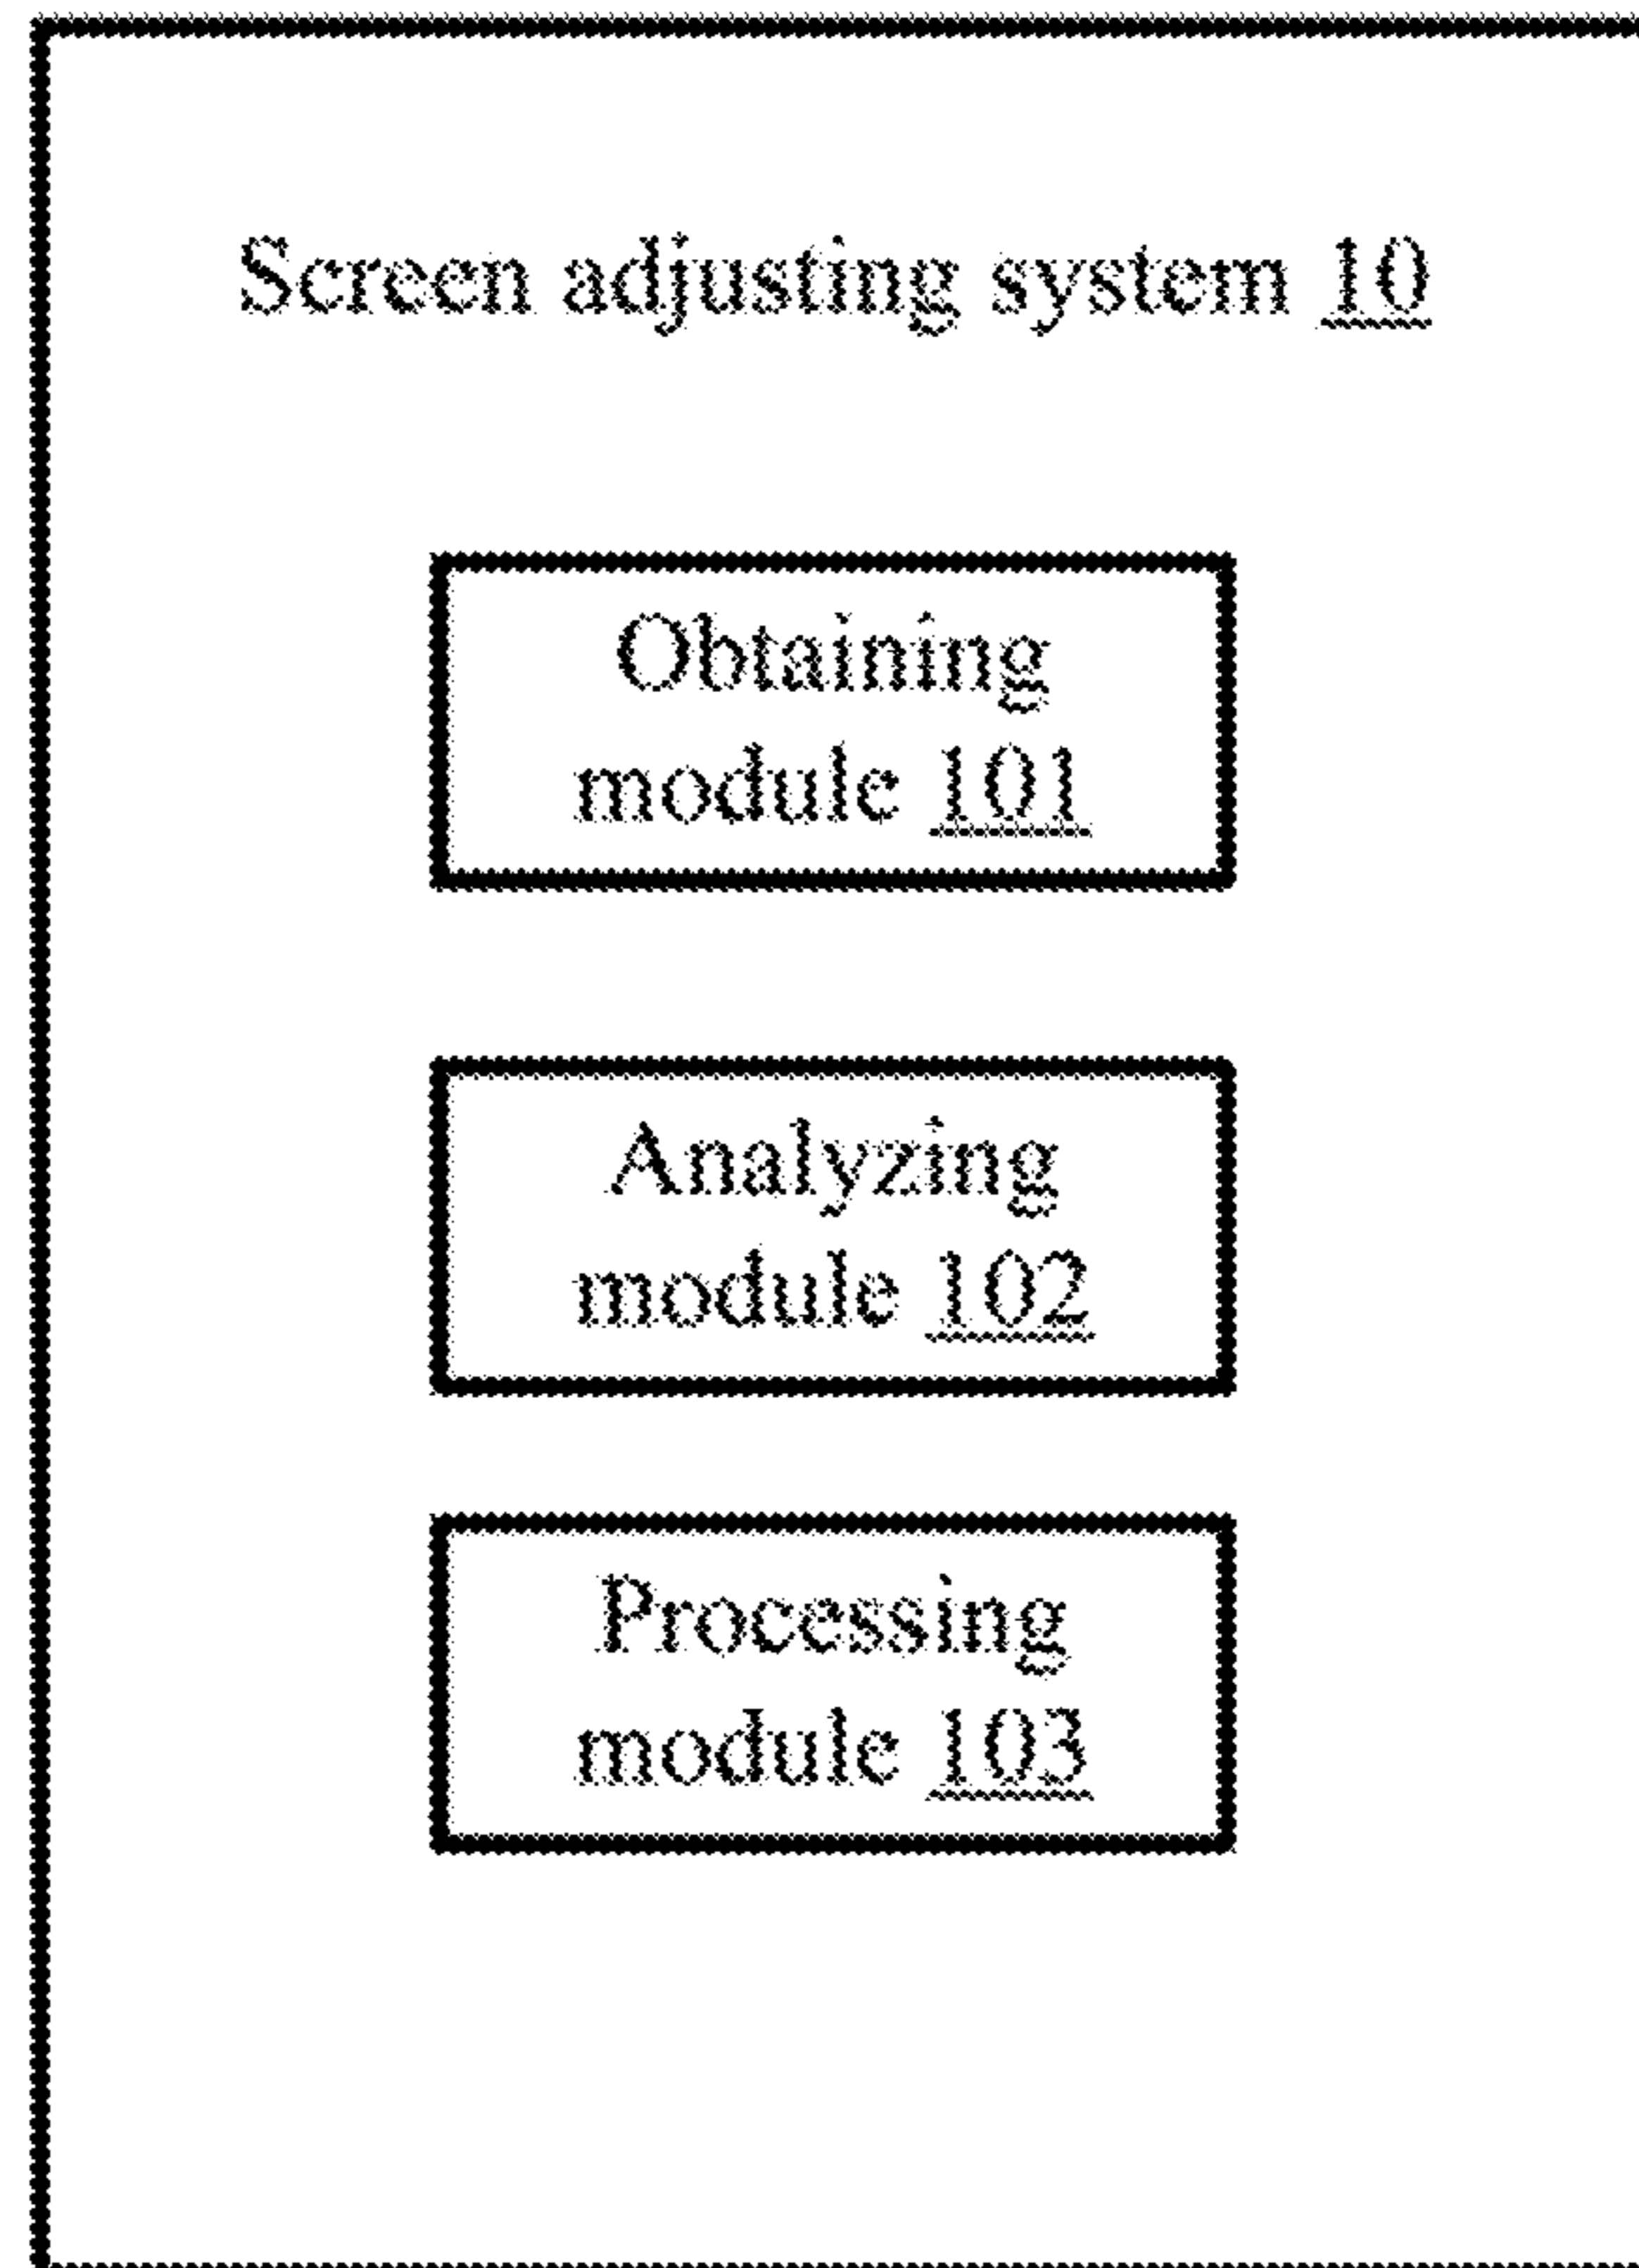 Screen adjusting system 10
Obtaining
module 101
Analyzing
module 102
Processing
module 103